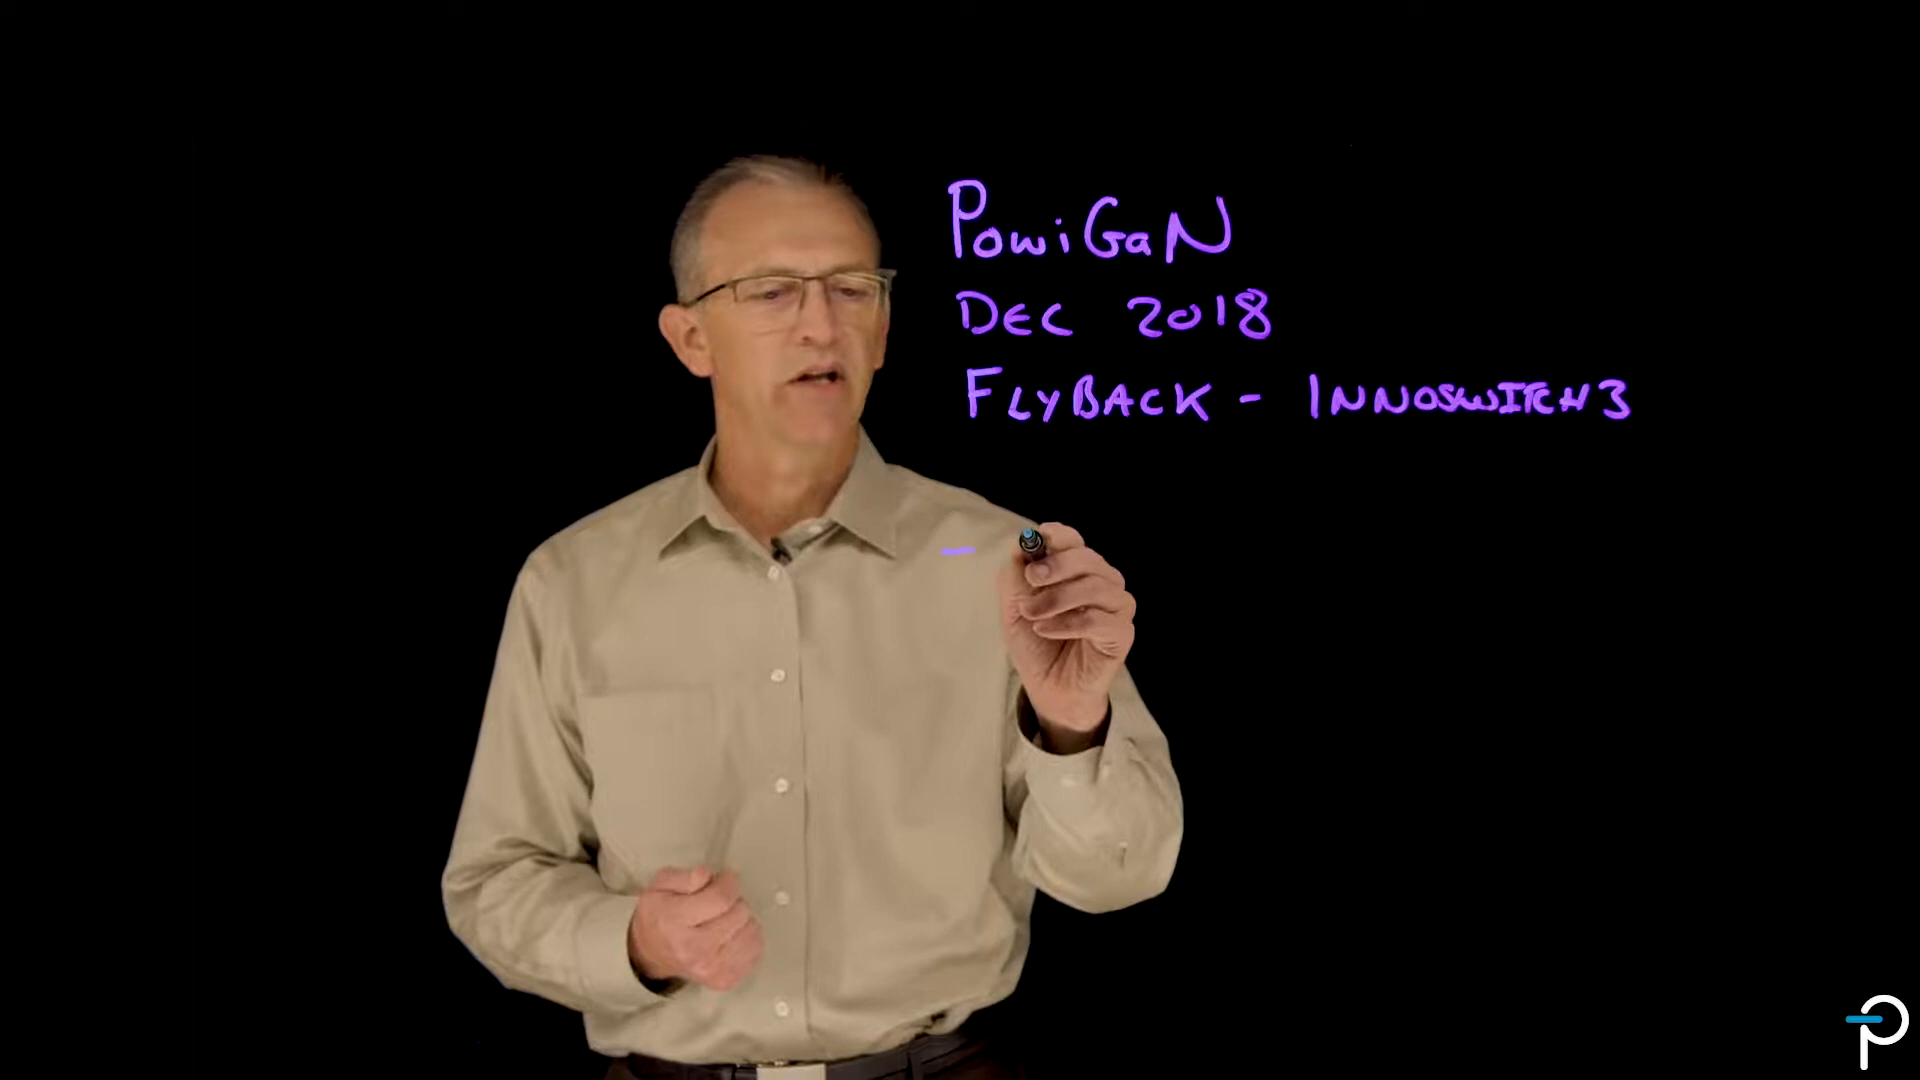 PowiGaN
DEC 2018
FLYBACK - INNOSWITCH3
-